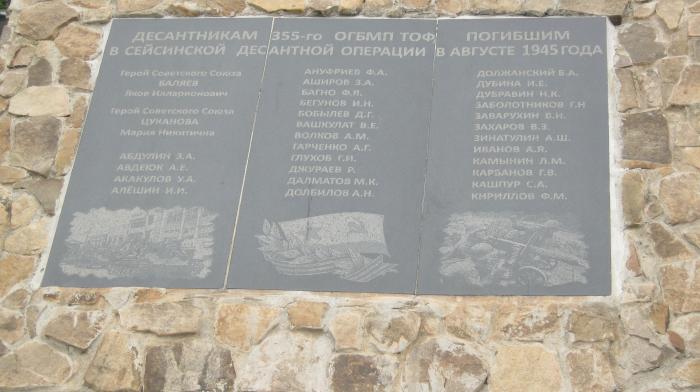 ДЕСАНТНИКАМ 355-го ОГБМП ТОФ ПОГИБШИМ
В СЕЙСИНСКОЙ ДЕСАНТНОЙ ОПЕРАЦИИ В АВГУСТЕ 1945 ГОДА
Герой Советского Союза
БАЛЯЕВ
Яков Илларионович
Герой Советского Союза
ЦУКАНОВА
Мария Никитична
АБДУЛИН З.А.
АВДЕЮК А.Е.
АКАКУЛОВ У.А.
АЛЁШИН И.И.
АНУФРИЕВ Ф.А.
АШИРОВ З.А.
БАГНО Ф.Л.
БЕГУНОВ И.Н.
БОБЫЛЕВ Д.Г.
ВАШКУЛАТ В.Е.
ВОЛКОВ А.М.
ГАРЧЕНКО А.Г.
ГЛУХОВ Г.И.
ДЖУРАЕВ Р.
ДАЛМАТОВ М.К.
ДОЛБИЛОВ А.Н.
ДОЛЖАНСКИЙ Б.А.
ДУБИНА И.Е.
ДУБРАВИН Н.К.
ЗАБОЛОТНИКОВ Г.Н
ЗАВАРУХИН В.Н.
ЗАХАРОВ В.З.
ЗИНАТУЛИН А.Ш.
ИВАНОВ А.Я.
КАМЫНИН Л.М.
КАРБАНОВ Г.В.
КАШПУР С.А.
КИРИЛЛОВ Ф.М.